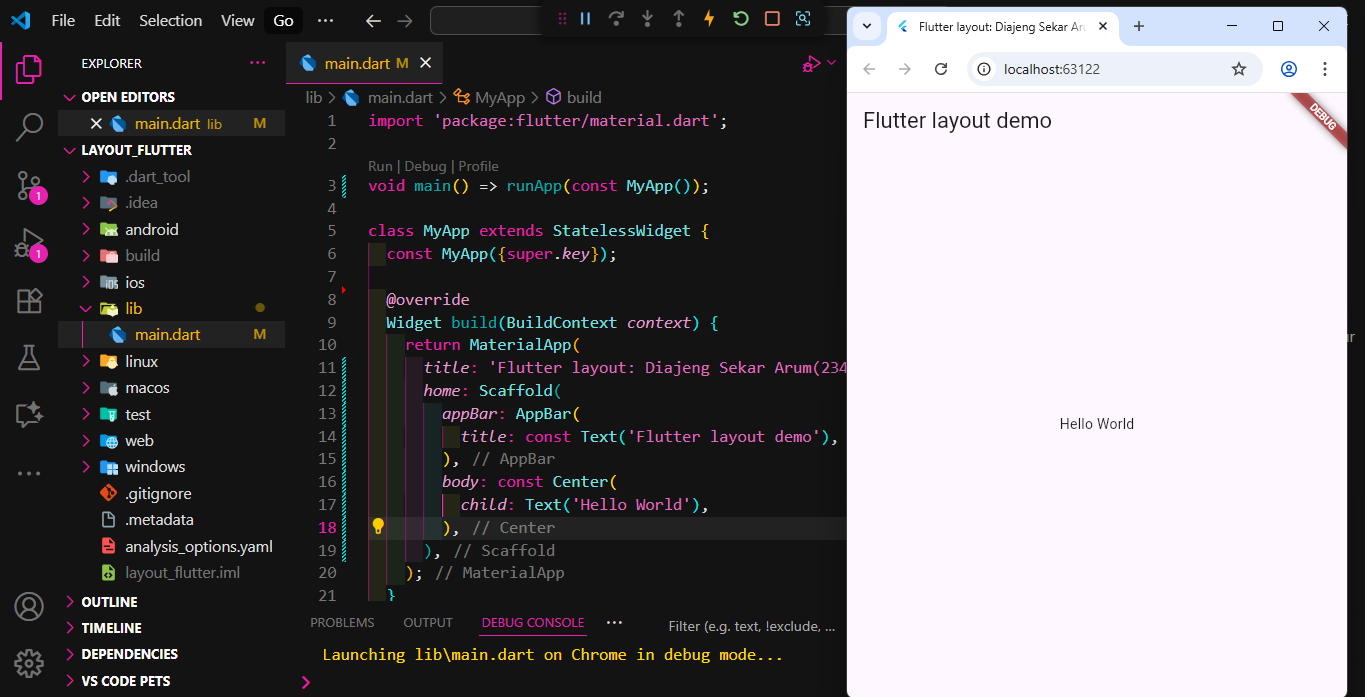 File Edit Selection View Go ...
EXPLORER ...
OPEN EDITORS
main.dart lib M
LAYOUT_FLUTTER
.dart_tool
.idea
android
build
ios
lib
main.dart M
linux
macos
test
web
windows
.gitignore
.metadata
analysis_options.yaml
layout_flutter.iml
OUTLINE
TIMELINE
DEPENDENCIES
VS CODE PETS
1
1
main.dart M
lib > main.dart > MyApp > build
1 import 'package:flutter/material.dart';
2
Run | Debug | Profile
3 void main() => runApp(const MyApp());
4
5 class MyApp extends StatelessWidget {
6 const MyApp({super.key});
7
8 @override
9 Widget build(BuildContext context) {
10 return MaterialApp(
11 title: 'Flutter layout: Diajeng Sekar Arum(234
12 home: Scaffold(
13 appBar: AppBar(
14 title: const Text('Flutter layout demo'),
15 ), // AppBar
16 body: const Center(
17 child: Text('Hello World'),
18 ), // Center
19 ), // Scaffold
20 ); // MaterialApp
21 }
PROBLEMS OUTPUT DEBUG CONSOLE ... Filter (e.g. text, !exclude, ...
Launching lib\main.dart on Chrome in debug mode...
>
Flutter layout: Diajeng Sekar Aru
localhost:63122
Flutter layout demo
DEBUG
Hello World